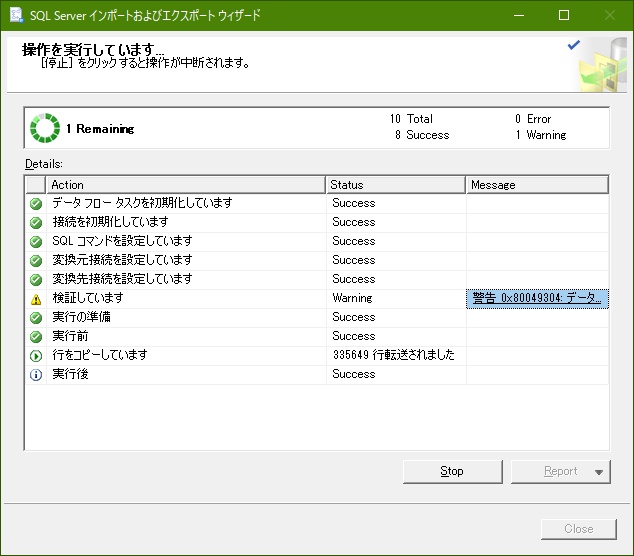 SQL Server インポートおよびエクスポート ウィザード
操作を実行しています...
[停止] をクリックすると操作が中断されます。
1 Remaining
10 Total
0 Error
8 Success
1 Warning
Details:
Action Status Message
データ フロー タスクを初期化しています Success
接続を初期化しています Success
SQL コマンドを設定しています Success
変換元接続を設定しています Success
変換先接続を設定しています Success
検証しています Warning 警告 0x80049304: データ...
実行の準備 Success
実行前 Success
行をコピーしています 335649 行転送されました
実行後 Success
Stop
Report
Close